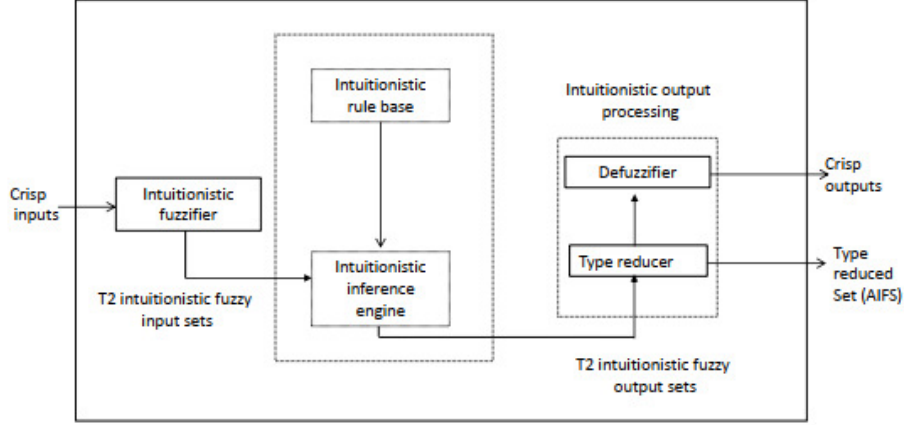 Crisp
inputs
Intuitionistic
fuzzifier
T2 intuitionistic fuzzy
input sets
Intuitionistic
rule base
Intuitionistic
inference
engine
Intuitionistic output
processing
Defuzzifier
Type reducer
T2 intuitionistic fuzzy
output sets
Crisp
outputs
Type
reduced
Set (AIFS)